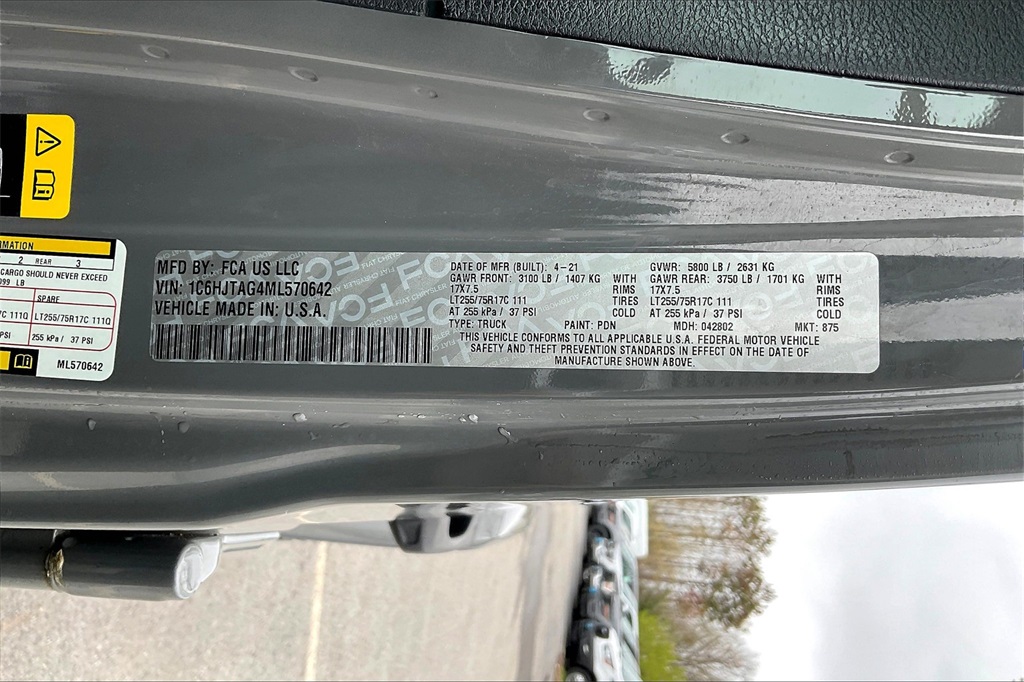 RMATION
2 REAR 3
CARGO SHOULD NEVER EXCEED
099 LB
SPARE
C 111Q LT255/75R17C 111Q
PSI 255 kPa / 37 PSI
ML570642
MFD BY: FCA US LLC
VIN: 1C6HJTAG4ML570642
VEHICLE MADE IN: U.S.A.
DATE OF MFR (BUILT): 4-21 GVWR: 5800 LB / 2631 KG
GAWR FRONT: 3100 LB / 1407 KG WITH GAWR REAR: 3750 LB / 1701 KG WITH
17X7.5 RIMS 17X7.5 RIMS
LT255/75R17C 111 TIRES LT255/75R17C 111 TIRES
AT 255 kPa / 37 PSI COLD AT 255 kPa / 37 PSI COLD
TYPE: TRUCK PAINT: PDN MDH: 042802 MKT: 875
THIS VEHICLE CONFORMS TO ALL APPLICABLE U.S.A. FEDERAL MOTOR VEHICLE
SAFETY AND THEFT PREVENTION STANDARDS IN EFFECT ON THE DATE OF
MANUFACTURE SHOWN ABOVE.